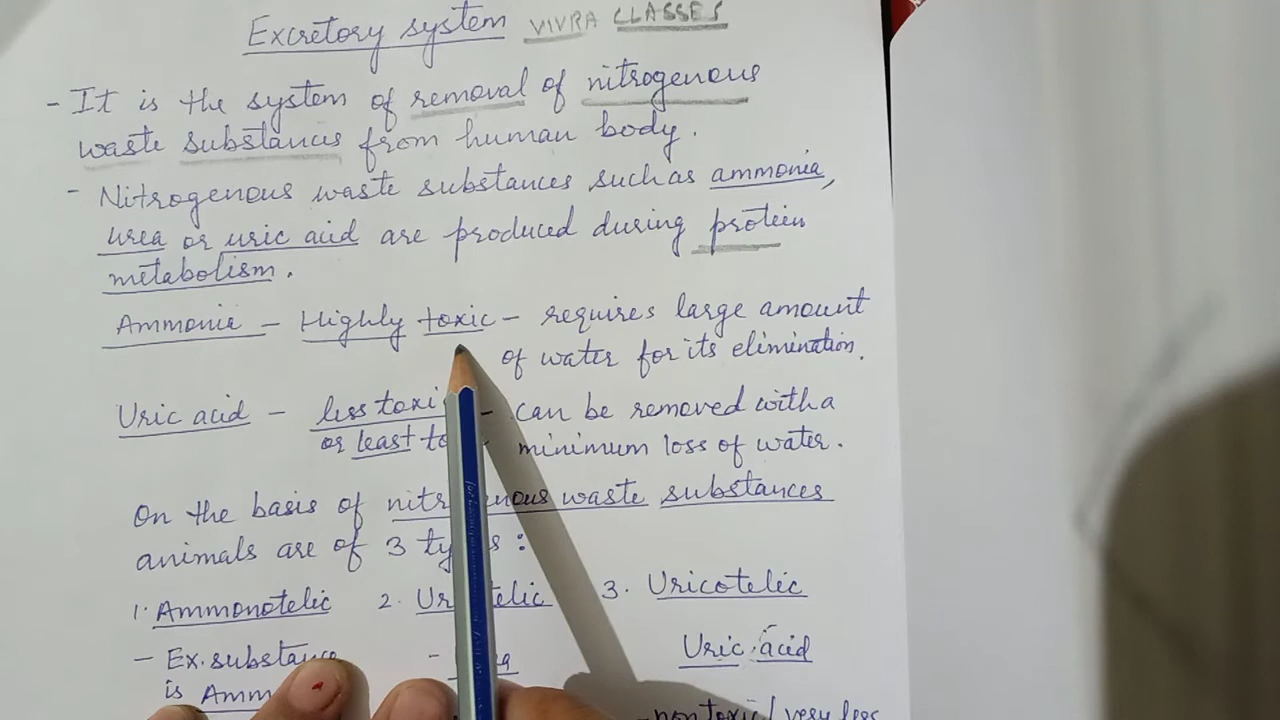 Excretory system VIVRA CLASSES
- It is the system of removal of nitrogenous
waste substances from human body.
- Nitrogenous waste substances such as ammonia,
urea or uric acid are produced during protein
metabolism.
Ammonia - Highly toxic - requires large amount
of water for its elimination.
Uric acid - less toxi - can be removed with a
or least to minimum loss of water.
On the basis of nitr nous waste substances
animals are of 3 ty s :
1. Ammonotelic 2. Ur telic 3. Uricotelic
- Ex. substance - Uric acid
is Amm
- non toxic / very less